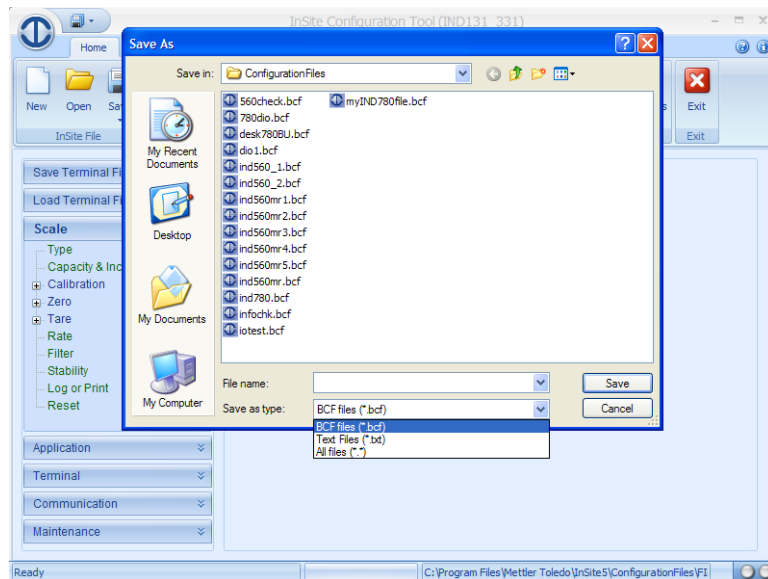 InSite Configuration Tool (IND131_331)
Home
Save As
Save in:
ConfigurationFiles
New
Open
Exit
InSite File
Exit
560check.bcf
myIND780file.bcf
780dio.bcf
desk780BU.bcf
dio1.bcf
ind560_1.bcf
ind560_2.bcf
ind560mr1.bcf
ind560mr2.bcf
ind560mr3.bcf
ind560mr4.bcf
ind560mr5.bcf
ind560mr.bcf
ind780.bcf
infochk.bcf
iotest.bcf
My Recent
Documents
Desktop
My Documents
My Computer
Save Terminal Fi
Load Terminal Fi
Scale
Type
Capacity & Inc
Calibration
Zero
Tare
Rate
Filter
Stability
Log or Print
Reset
File name:
Save
Save as type:
BCF files (*.bcf)
Cancel
BCF files (*.bcf)
Text Files (*.txt)
All files (*.*)
Application
Terminal
Communication
Maintenance
Ready
C:\Program Files\Mettler Toledo\InSite5\ConfigurationFiles\FI